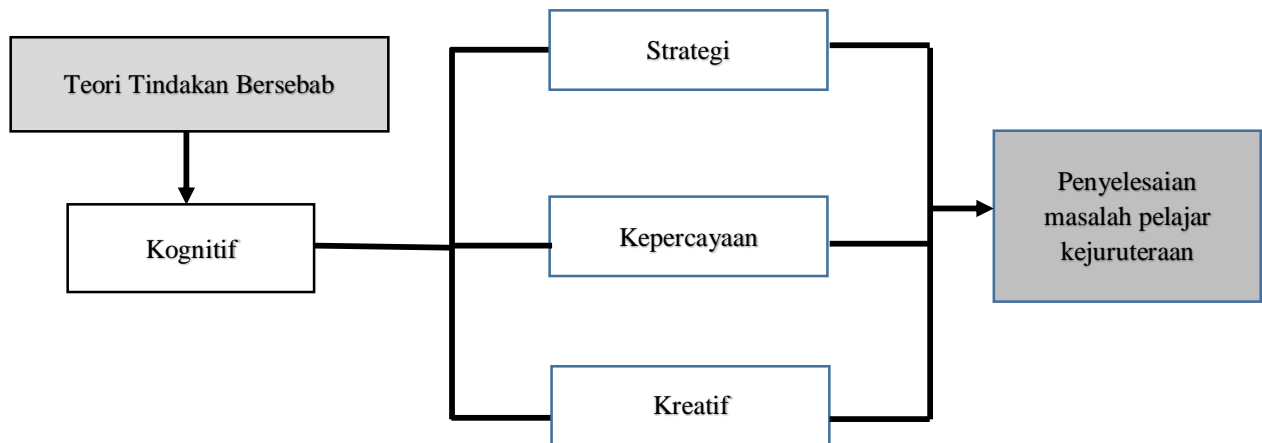 Teori Tindakan Bersebab
Kognitif
Strategi
Kepercayaan
Kreatif
Penyelesaian
masalah pelajar
kejuruteraan